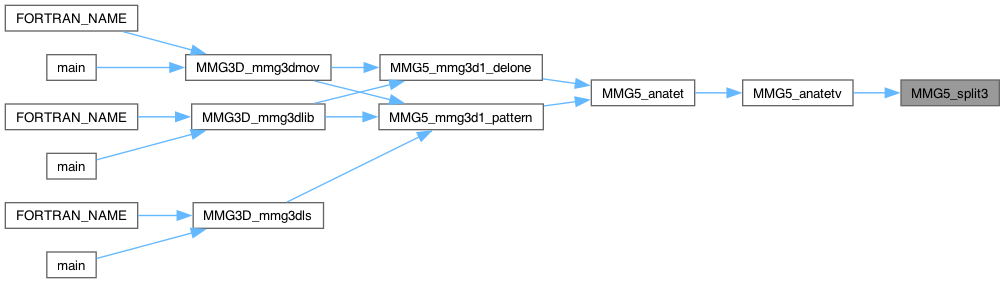 FORTRAN_NAME
main
MMG3D_mmg3dmov
MMG5_mmg3d1_delone
MMG5_anatet
MMG5_anatetv
MMG5_split3
FORTRAN_NAME
MMG3D_mmg3dlib
MMG5_mmg3d1_pattern
main
FORTRAN_NAME
MMG3D_mmg3dls
main